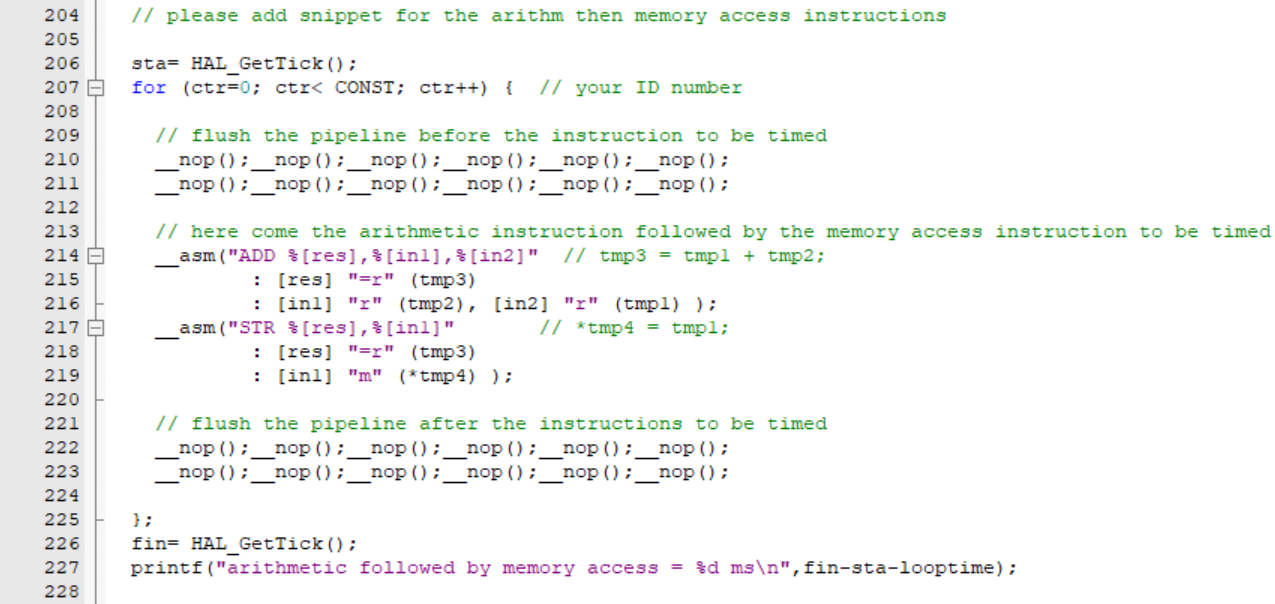 204 // please add snippet for the arithm then memory access instructions
205
206 sta= HAL_GetTick();
207 for (ctr=0; ctr< CONST; ctr++) { // your ID number
208
209 // flush the pipeline before the instruction to be timed
210 __nop();__nop();__nop();__nop();__nop();__nop();
211 __nop();__nop();__nop();__nop();__nop();__nop();
212
213 // here come the arithmetic instruction followed by the memory access instruction to be timed
214 __asm("ADD %[res],%[in1],%[in2]" // tmp3 = tmp1 + tmp2;
215 : [res] "=r" (tmp3)
216 : [in1] "r" (tmp2), [in2] "r" (tmp1) );
217 __asm("STR %[res],%[in1]" // *tmp4 = tmp1;
218 : [res] "=r" (tmp3)
219 : [in1] "m" (*tmp4) );
220
221 // flush the pipeline after the instructions to be timed
222 __nop();__nop();__nop();__nop();__nop();__nop();
223 __nop();__nop();__nop();__nop();__nop();__nop();
224
225 };
226 fin= HAL_GetTick();
227 printf("arithmetic followed by memory access = %d ms\n",fin-sta-looptime);
228